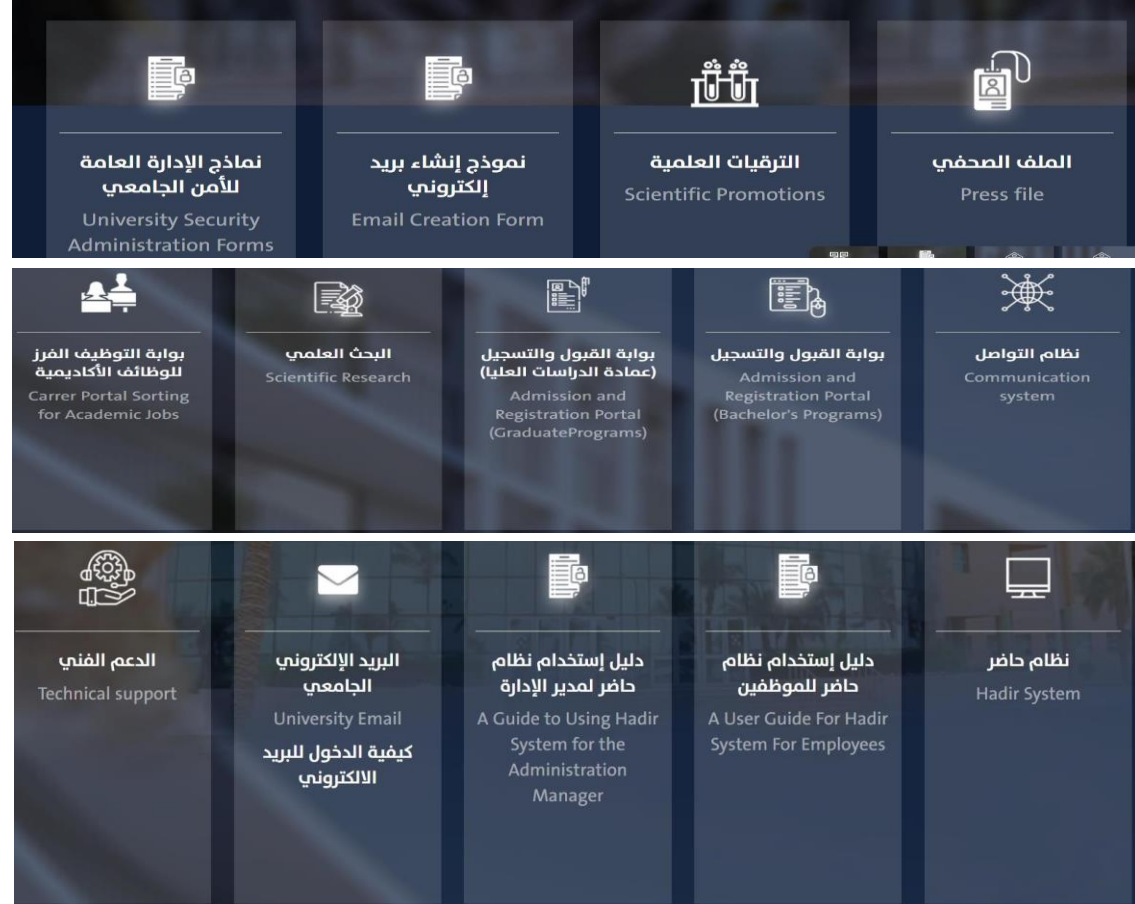 الملف الصحفي
Press file
الترقيات العلمية
Scientific Promotions
نموذج إنشاء بريد
إلكتروني
Email Creation Form
نماذج الإدارة العامة
للأمن الجامعي
University Security
Administration Forms
نظام التواصل
Communication
system
بوابة القبول والتسجيل
Admission and
Registration Portal
(Bachelor's Programs)
بوابة القبول والتسجيل
(عمادة الدراسات العليا)
Admission and
Registration Portal
(GraduatePrograms)
البحث العلمي
Scientific Research
بوابة التوظيف الفرز
للوظائف الأكاديمية
Carrer Portal Sorting
for Academic Jobs
نظام حاضر
Hadir System
دليل إستخدام نظام
حاضر للموظفين
A User Guide For Hadir
System For Employees
دليل إستخدام نظام
حاضر لمدير الإدارة
A Guide to Using Hadir
System for the
Administration
Manager
البريد الإلكتروني
الجامعي
University Email
كيفية الدخول للبريد
الالكتروني
الدعم الفني
Technical support